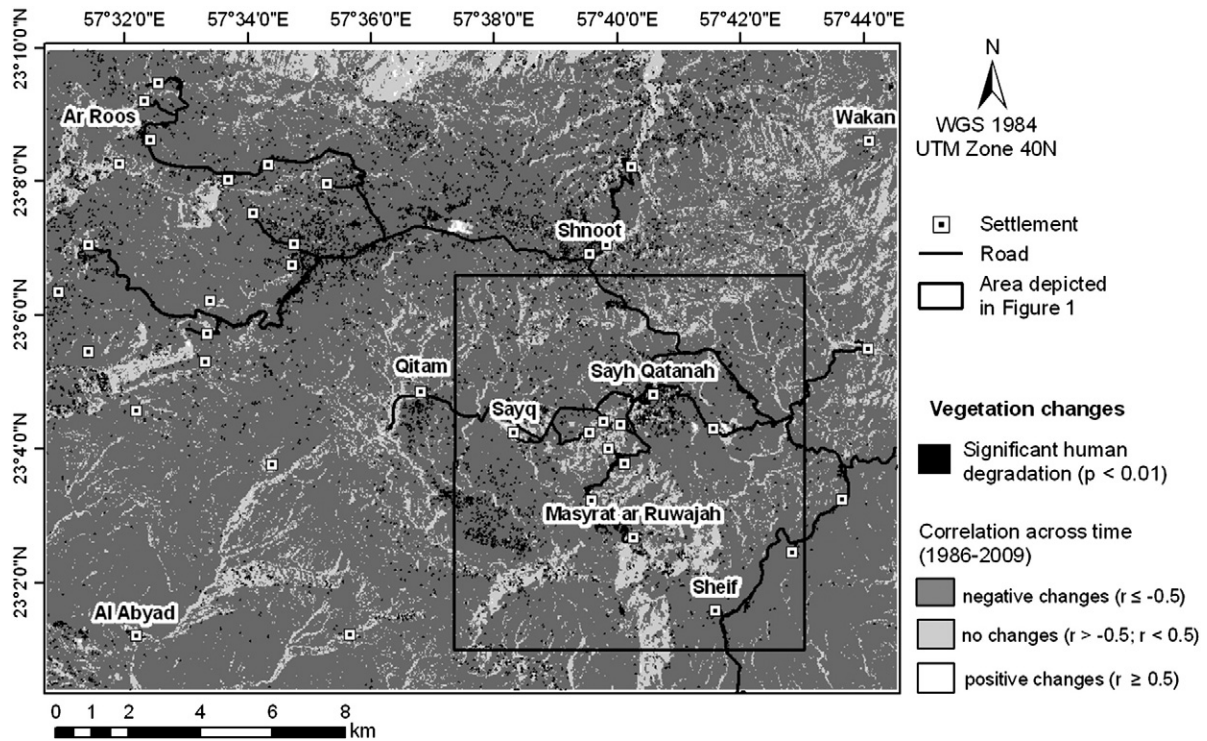 57°32'0"E 57°34'0"E 57°36'0"E 57°38'0"E 57°40'0"E 57°42'0"E 57°44'0"E
23°10'0"N
23°8'0"N
23°6'0"N
23°4'0"N
23°2'0"N
Ar Roos
Wakan
Shnoot
Qitam
Sayh Qatanah
Sayq
Masyrat ar Ruwajah
Sheif
Al Abyad
0 1 2 4 6 8
km
N
WGS 1984
UTM Zone 40N
Settlement
Road
Area depicted
in Figure 1
Vegetation changes
Significant human
degradation (p < 0.01)
Correlation across time
(1986-2009)
negative changes (r ≤ -0.5)
no changes (r > -0.5; r < 0.5)
positive changes (r ≥ 0.5)